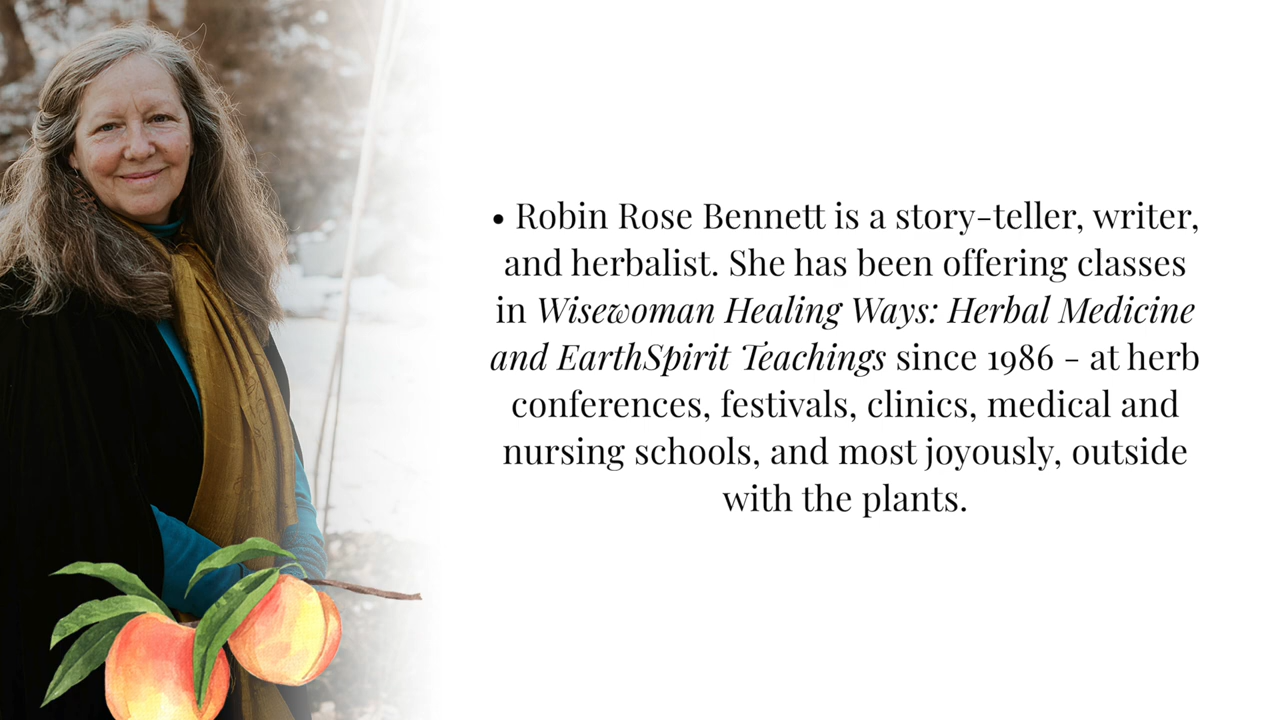 • Robin Rose Bennett is a story-teller, writer,
and herbalist. She has been offering classes
in Wisewoman Healing Ways: Herbal Medicine
and EarthSpirit Teachings since 1986 - at herb
conferences, festivals, clinics, medical and
nursing schools, and most joyously, outside
with the plants.